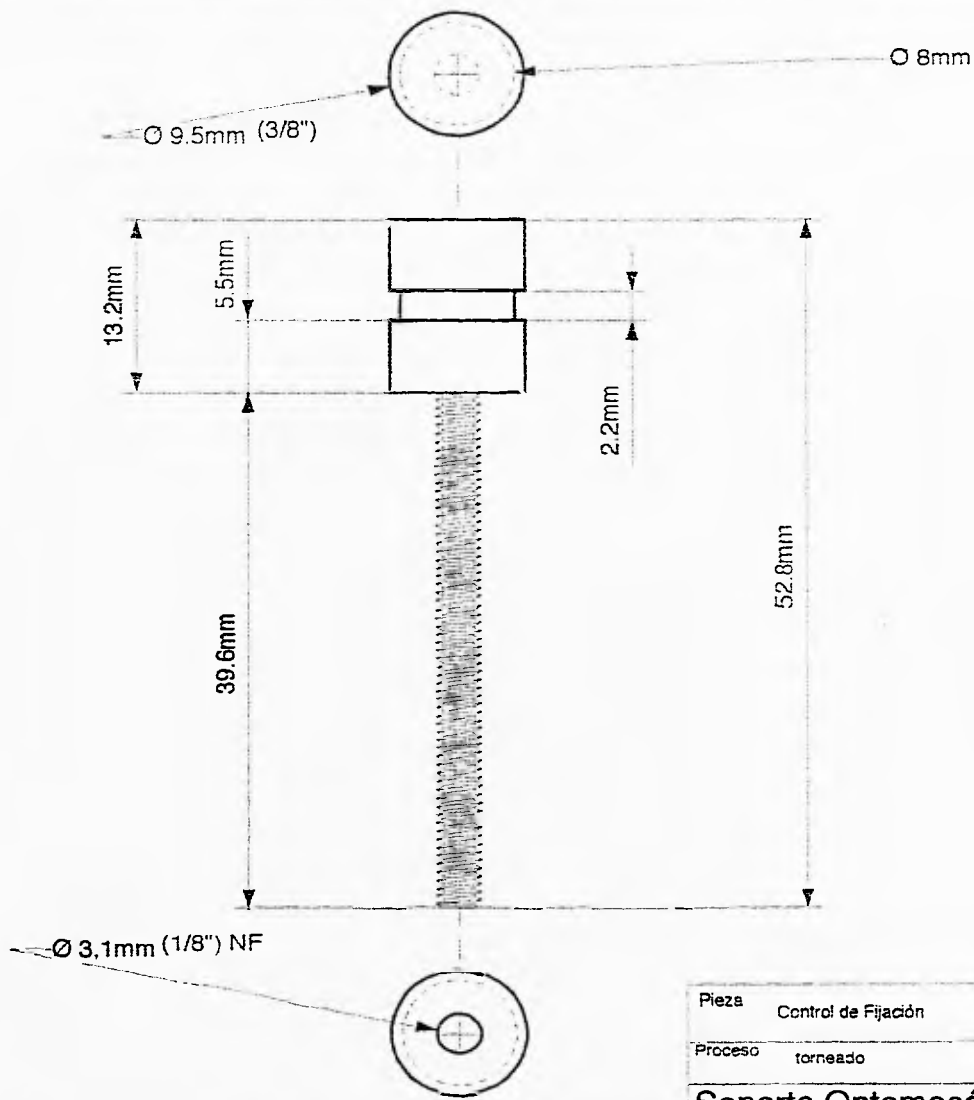 Ø 8mm
Ø 9.5mm (3/8")
13.2mm
5.5mm
2.2mm
52.8mm
39.6mm
Ø 3,1mm (1/8") NF
Pieza Control de Fijación
Proceso torneado
Soporte